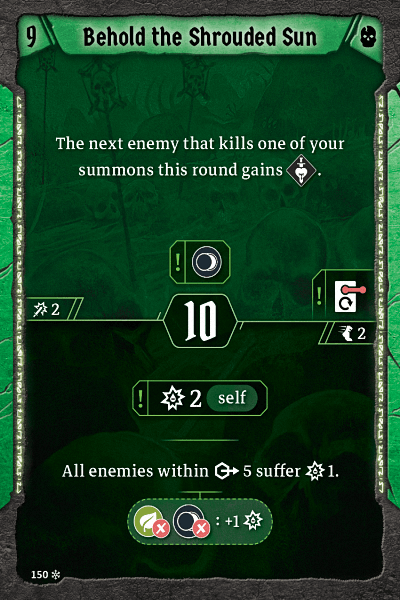 9 Behold the Shrouded Sun
The next enemy that kills one of your
summons this round gains .
!
!
2
10
2
! 2 self
All enemies within 5 suffer 1.
: +1
150